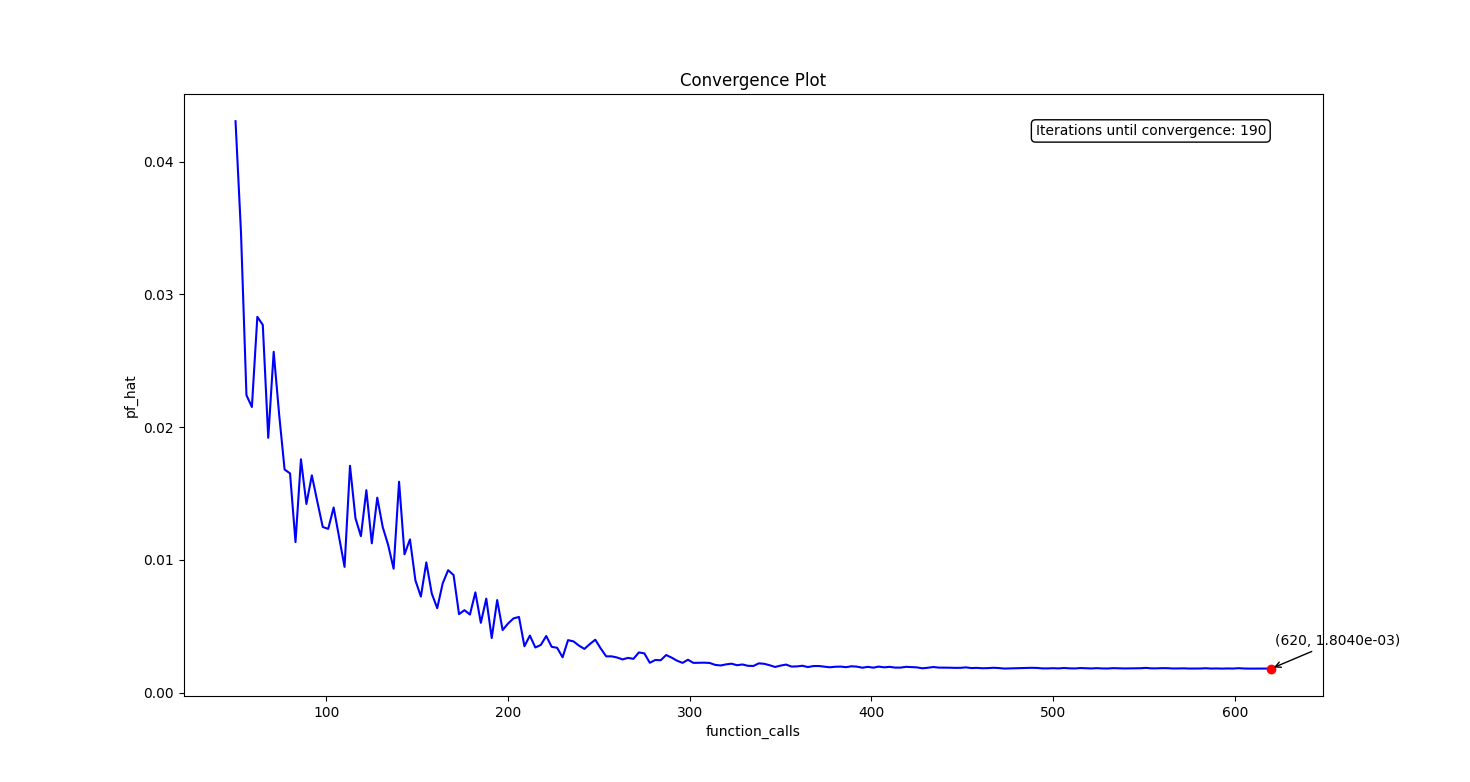 Convergence Plot
Iterations until convergence: 190
0.04
0.03
0.02
0.01
0.00
pf_hat
(620, 1.8040e-03)
100 200 300 400 500 600
function_calls